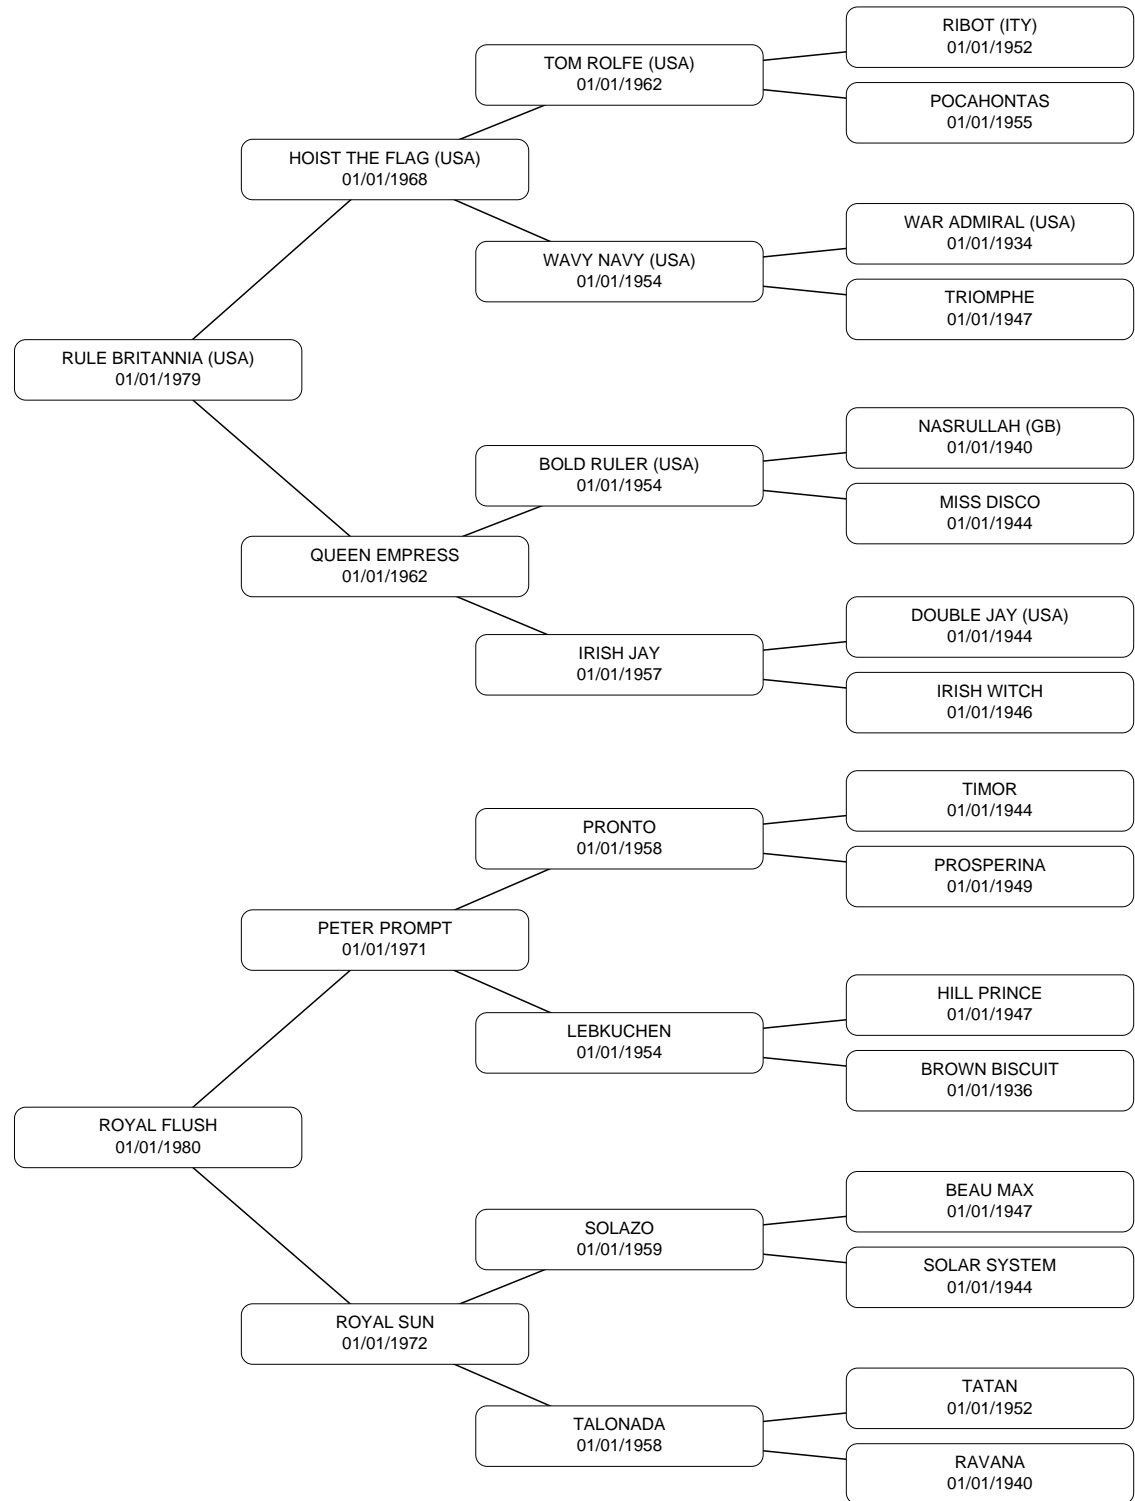 RIBOT (ITY)
01/01/1952
TOM ROLFE (USA)
01/01/1962
POCAHONTAS
01/01/1955
HOIST THE FLAG (USA)
01/01/1968
WAR ADMIRAL (USA)
01/01/1934
WAVY NAVY (USA)
01/01/1954
TRIOMPHE
01/01/1947
RULE BRITANNIA (USA)
01/01/1979
NASRULLAH (GB)
01/01/1940
BOLD RULER (USA)
01/01/1954
MISS DISCO
01/01/1944
QUEEN EMPRESS
01/01/1962
DOUBLE JAY (USA)
01/01/1944
IRISH JAY
01/01/1957
IRISH WITCH
01/01/1946
TIMOR
01/01/1944
PRONTO
01/01/1958
PROSPERINA
01/01/1949
PETER PROMPT
01/01/1971
HILL PRINCE
01/01/1947
LEBKUCHEN
01/01/1954
BROWN BISCUIT
01/01/1936
ROYAL FLUSH
01/01/1980
BEAU MAX
01/01/1947
SOLAZO
01/01/1959
SOLAR SYSTEM
01/01/1944
ROYAL SUN
01/01/1972
TATAN
01/01/1952
TALONADA
01/01/1958
RAVANA
01/01/1940